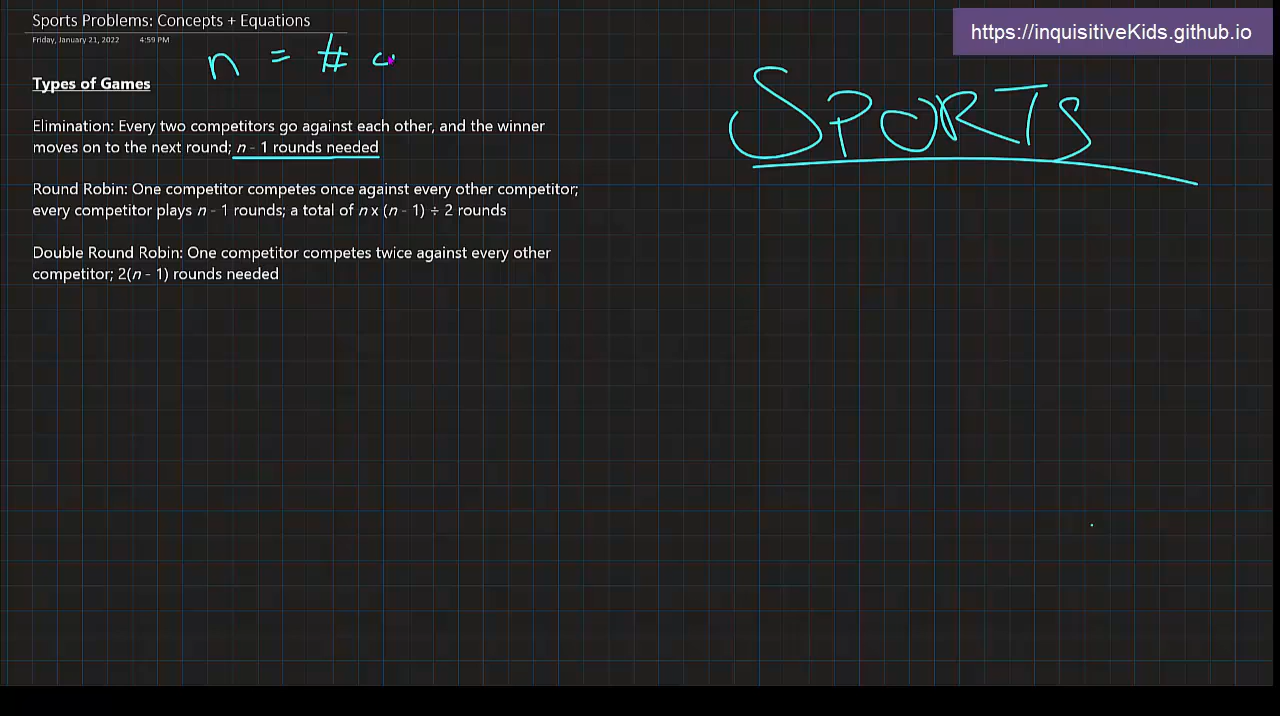 Sports Problems: Concepts + Equations
https://inquisitiveKids.github.io
Friday, January 21, 2022 4:59 PM
n = #
SPORTS
Types of Games
Elimination: Every two competitors go against each other, and the winner
moves on to the next round; n - 1 rounds needed
Round Robin: One competitor competes once against every other competitor;
every competitor plays n - 1 rounds; a total of n x (n - 1) ÷ 2 rounds
Double Round Robin: One competitor competes twice against every other
competitor; 2(n - 1) rounds needed